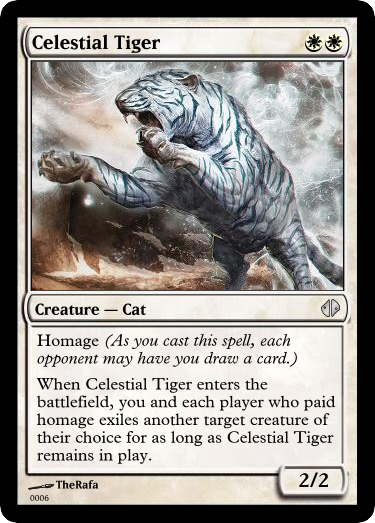 Celestial Tiger
Creature — Cat
Homage (As you cast this spell, each
opponent may have you draw a card.)
When Celestial Tiger enters the
battlefield, you and each player who paid
homage exiles another target creature of
their choice for as long as Celestial Tiger
remains in play.
TheRafa
2/2
0006